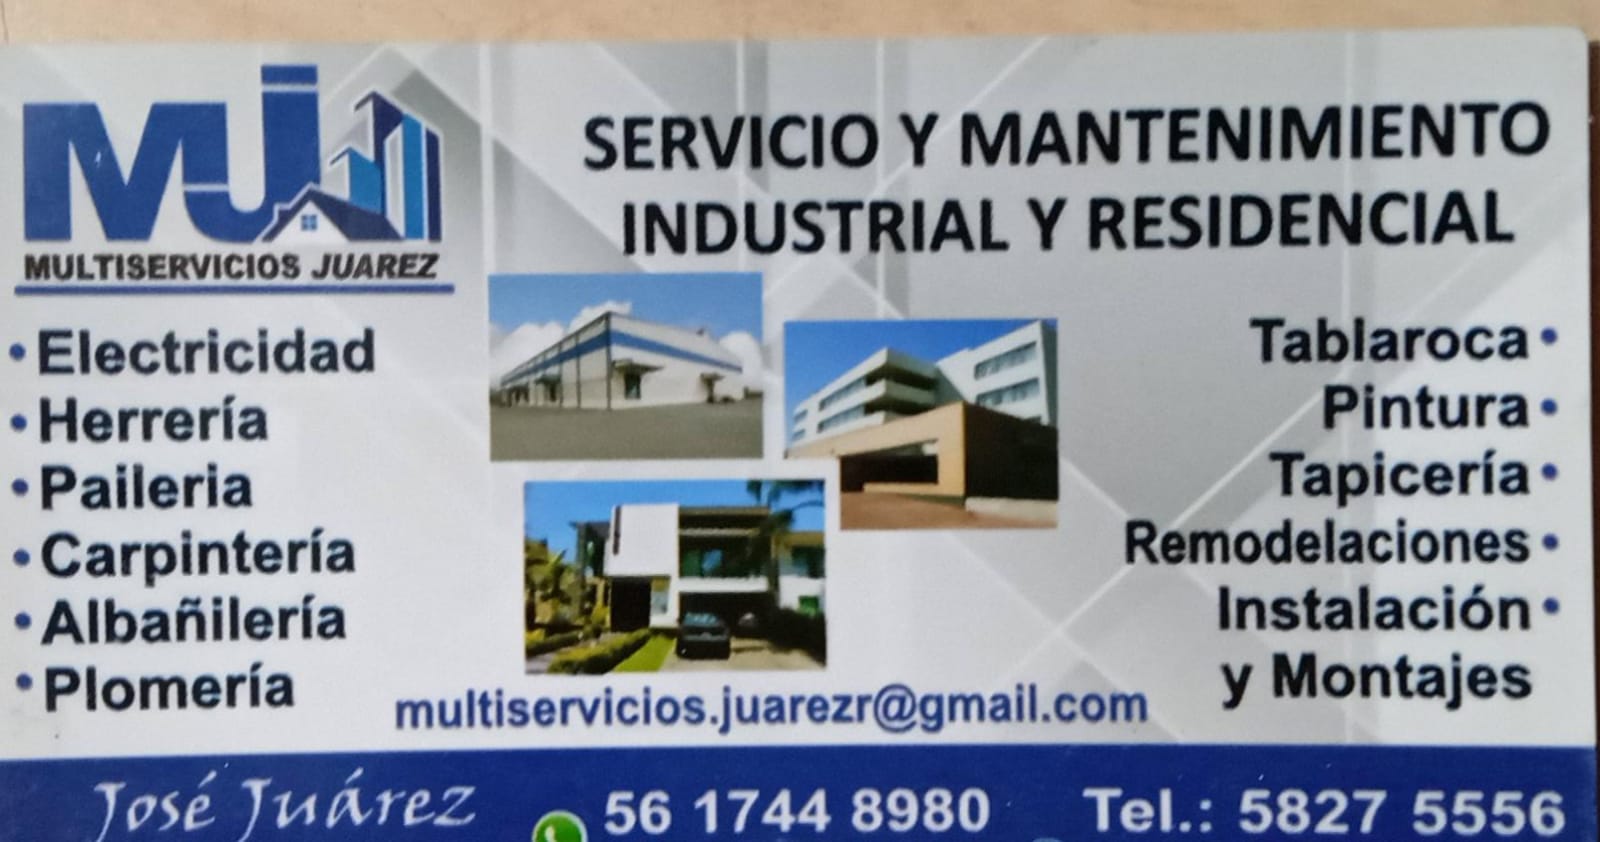 MJ
MULTISERVICIOS JUAREZ
SERVICIO Y MANTENIMIENTO
INDUSTRIAL Y RESIDENCIAL
• Electricidad
• Herrería
• Paileria
• Carpintería
• Albañilería
• Plomería
Tablaroca •
Pintura •
Tapicería •
Remodelaciones •
Instalación •
y Montajes
multiservicios.juarezr@gmail.com
José Juárez
56 1744 8980
Tel.: 5827 5556